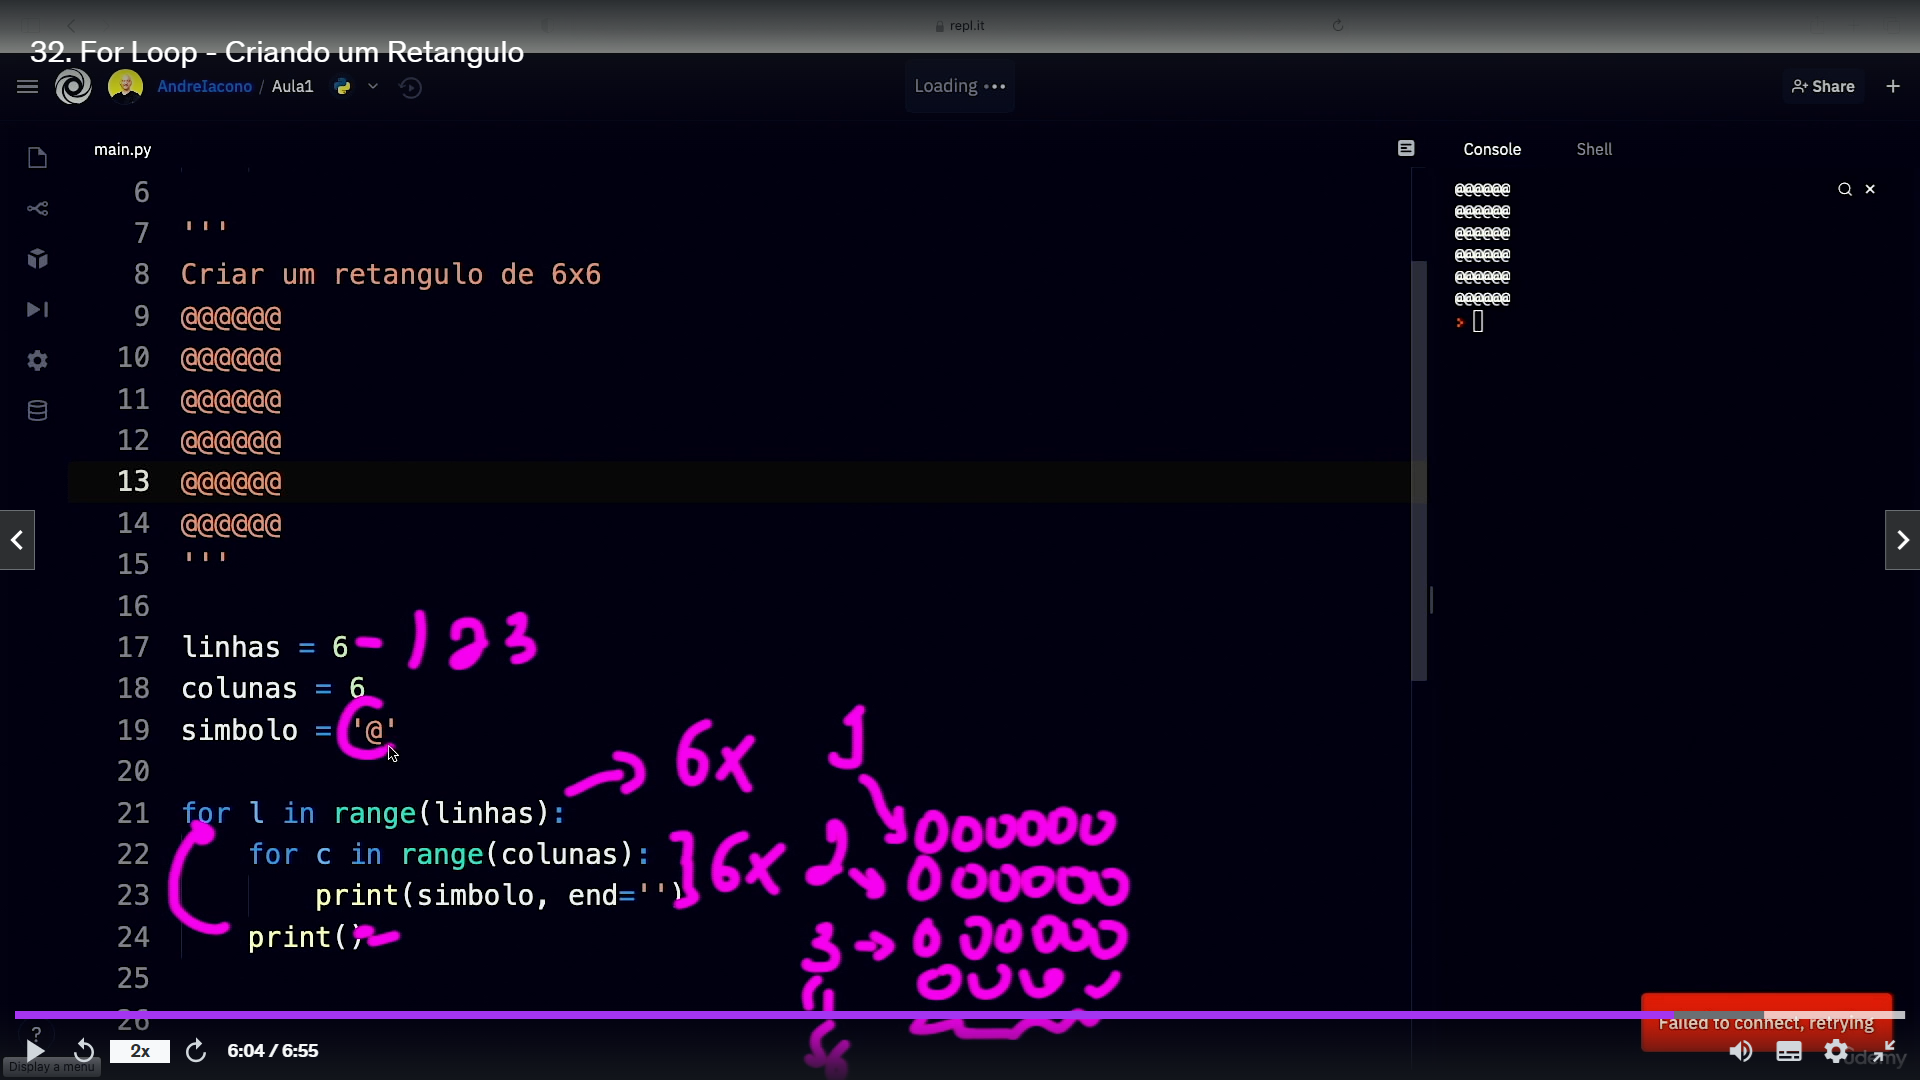 repl.it
32. For Loop - Criando um Retangulo
AndreIacono / Aula1
Loading •••
Share
main.py
Console
Shell
6
7 '''
8 Criar um retangulo de 6x6
9 @@@@@@
10 @@@@@@
11 @@@@@@
12 @@@@@@
13 @@@@@@
14 @@@@@@
15 '''
16
17 linhas = 6 - 1 2 3
18 colunas = 6
19 simbolo = '@'
20
21 for l in range(linhas):
22 for c in range(colunas):
23 print(simbolo, end='')
24 print()
25
26
6x 1
000000
6x 2
000000
3
000000
@@@@@@
@@@@@@
@@@@@@
@@@@@@
@@@@@@
@@@@@@
Failed to connect, retrying
2x
6:04 / 6:55
Display a menu
udemy